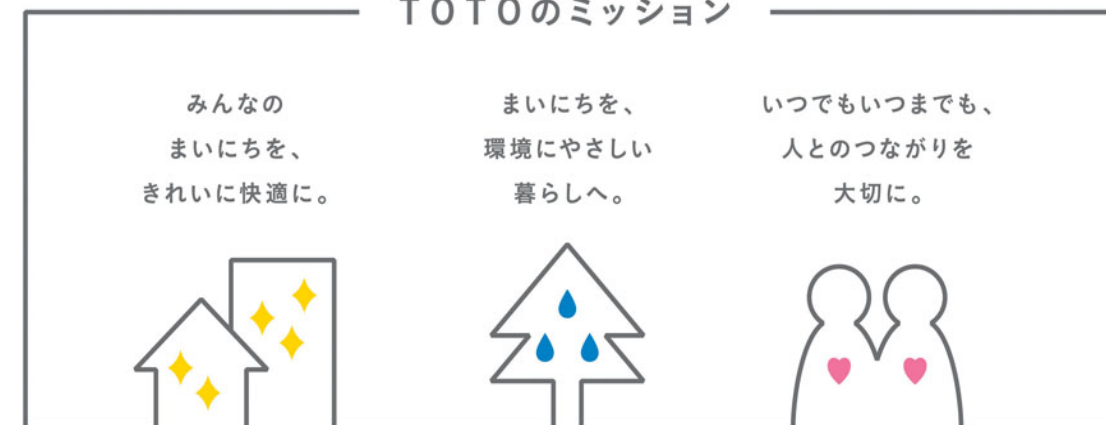 TOTOのミッション
みんなの
まいにちを、
きれいに快適に。
まいにちを、
環境にやさしい
暮らしへ。
いつでもいつまでも、
人とのつながりを
大切に。